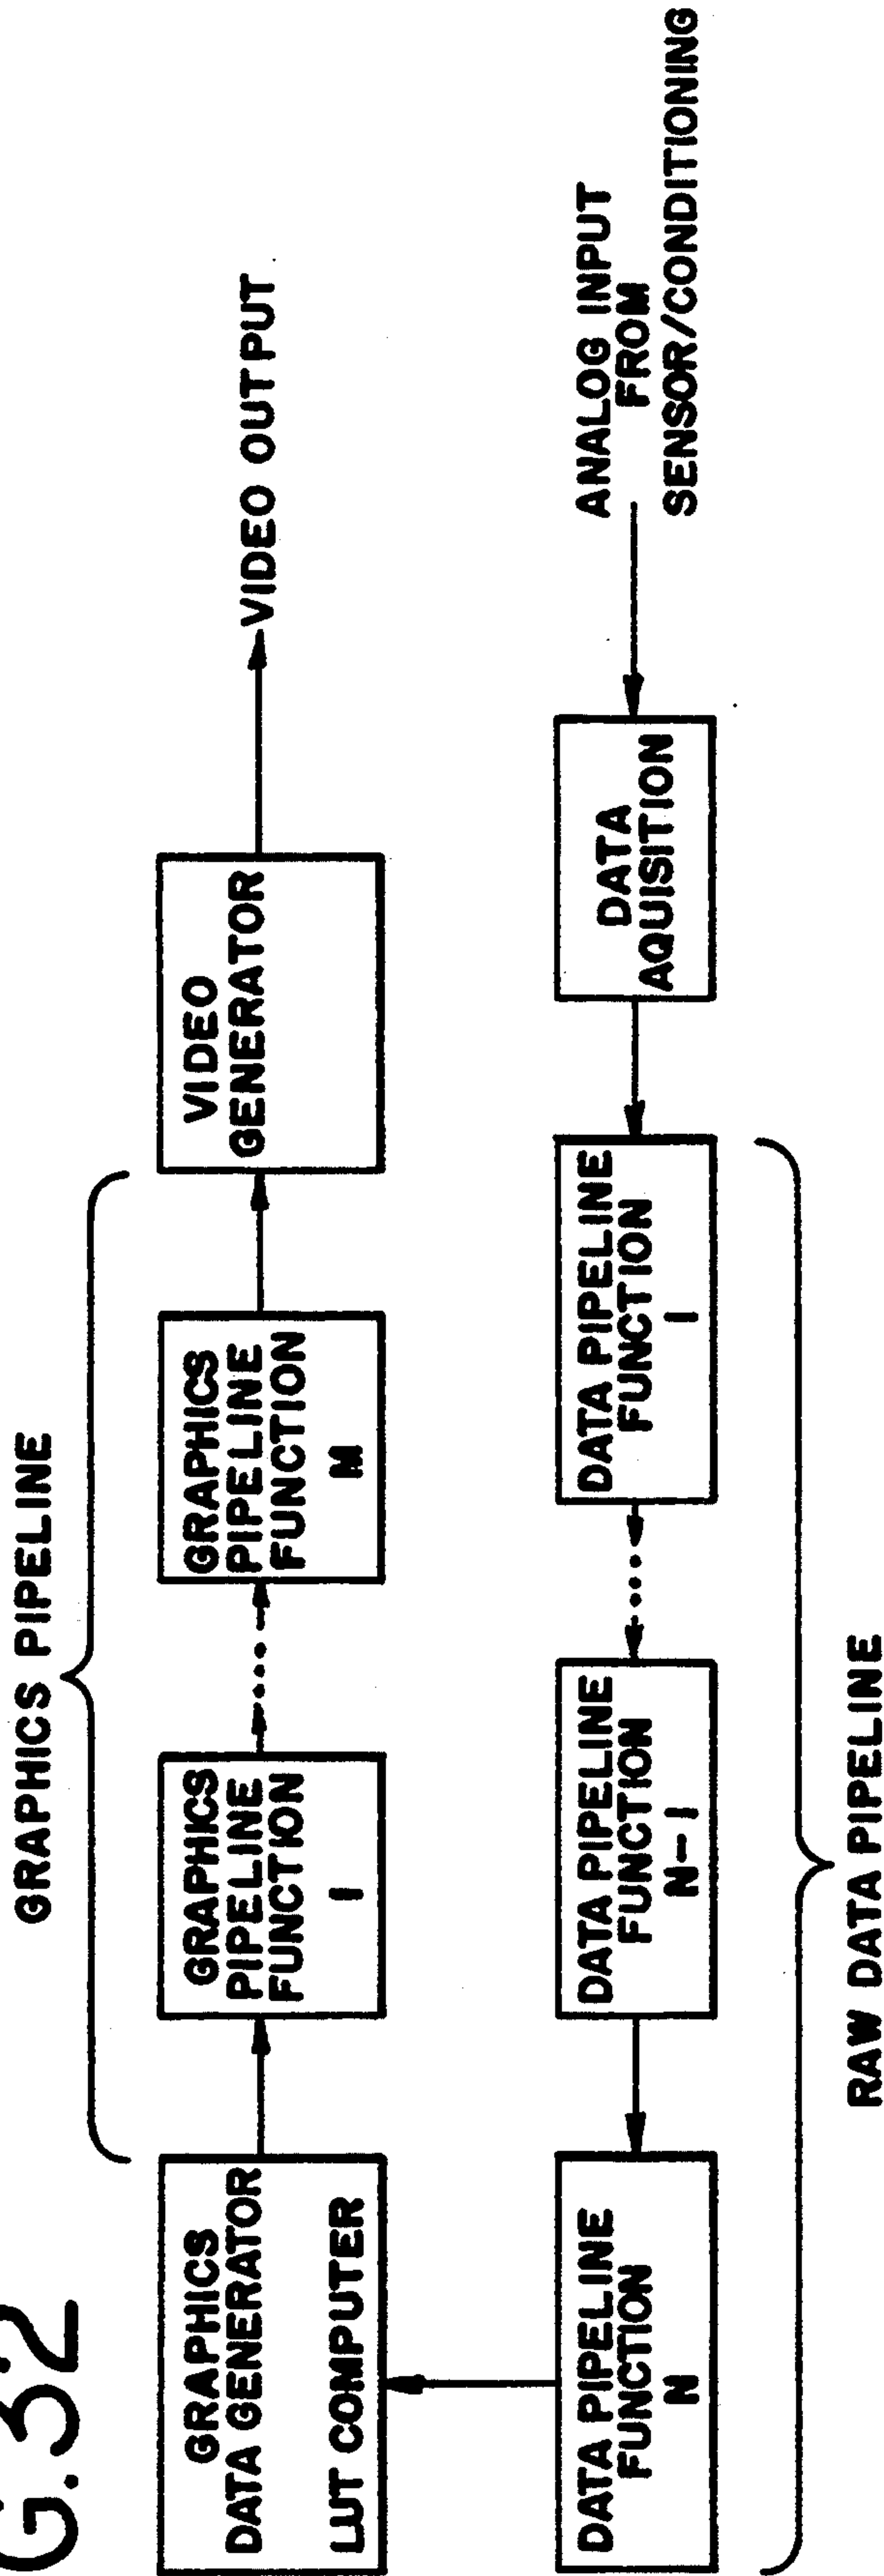 G.32
GRAPHICS PIPELINE
GRAPHICS
DATA GENERATOR
LUT COMPUTER
GRAPHICS
PIPELINE
FUNCTION
I
GRAPHICS
PIPELINE
FUNCTION
M
VIDEO
GENERATOR
VIDEO OUTPUT
DATA PIPELINE
FUNCTION
N
DATA PIPELINE
FUNCTION
N-I
DATA PIPELINE
FUNCTION
I
DATA
AQUISITION
ANALOG INPUT
FROM
SENSOR/CONDITIONING
RAW DATA PIPELINE